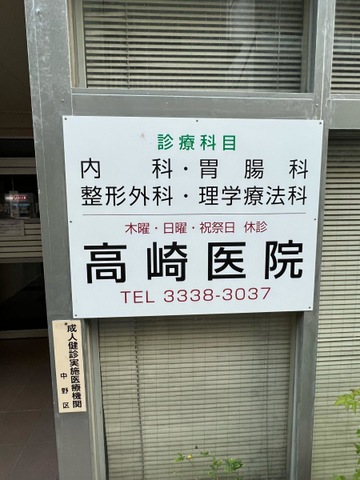 診療科目
内科・胃腸科
整形外科・理学療法科
木曜・日曜・祝祭日 休診
高崎医院
TEL 3338-3037
成人健診実施医療機関
中野区